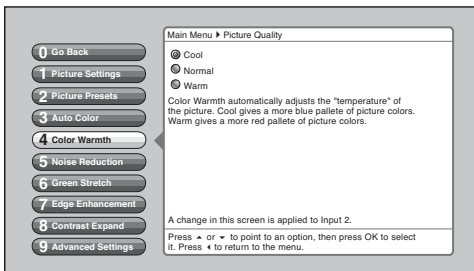 Main Menu ▸ Picture Quality
0 Go Back
1 Picture Settings
2 Picture Presets
3 Auto Color
4 Color Warmth
5 Noise Reduction
6 Green Stretch
7 Edge Enhancement
8 Contrast Expand
9 Advanced Settings
Cool
Normal
Warm
Color Warmth automatically adjusts the "temperature" of
the picture. Cool gives a more blue pallete of picture colors.
Warm gives a more red pallete of picture colors.
A change in this screen is applied to Input 2.
Press ▴ or ▾ to point to an option, then press OK to select
it. Press ◂ to return to the menu.